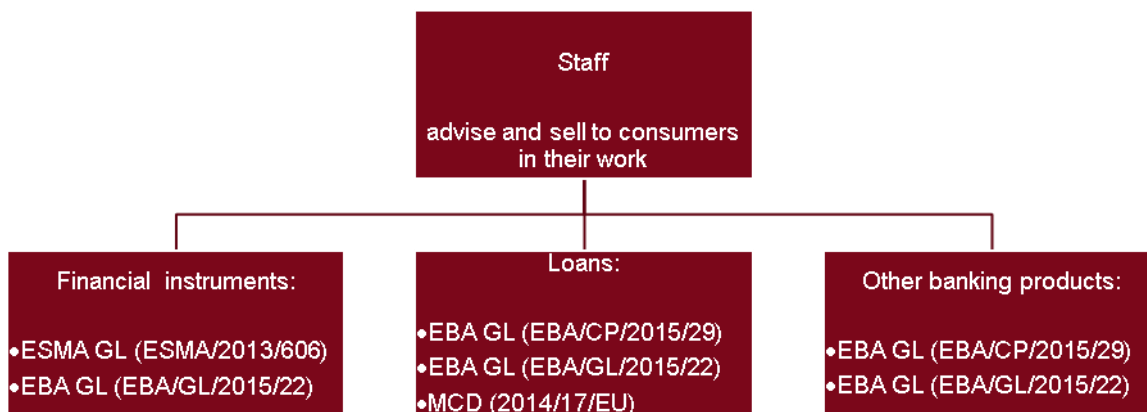 Staff
advise and sell to consumers
in their work
Financial instruments:
•ESMA GL (ESMA/2013/606)
•EBA GL (EBA/GL/2015/22)
Loans:
•EBA GL (EBA/CP/2015/29)
•EBA GL (EBA/GL/2015/22)
•MCD (2014/17/EU)
Other banking products:
•EBA GL (EBA/CP/2015/29)
•EBA GL (EBA/GL/2015/22)